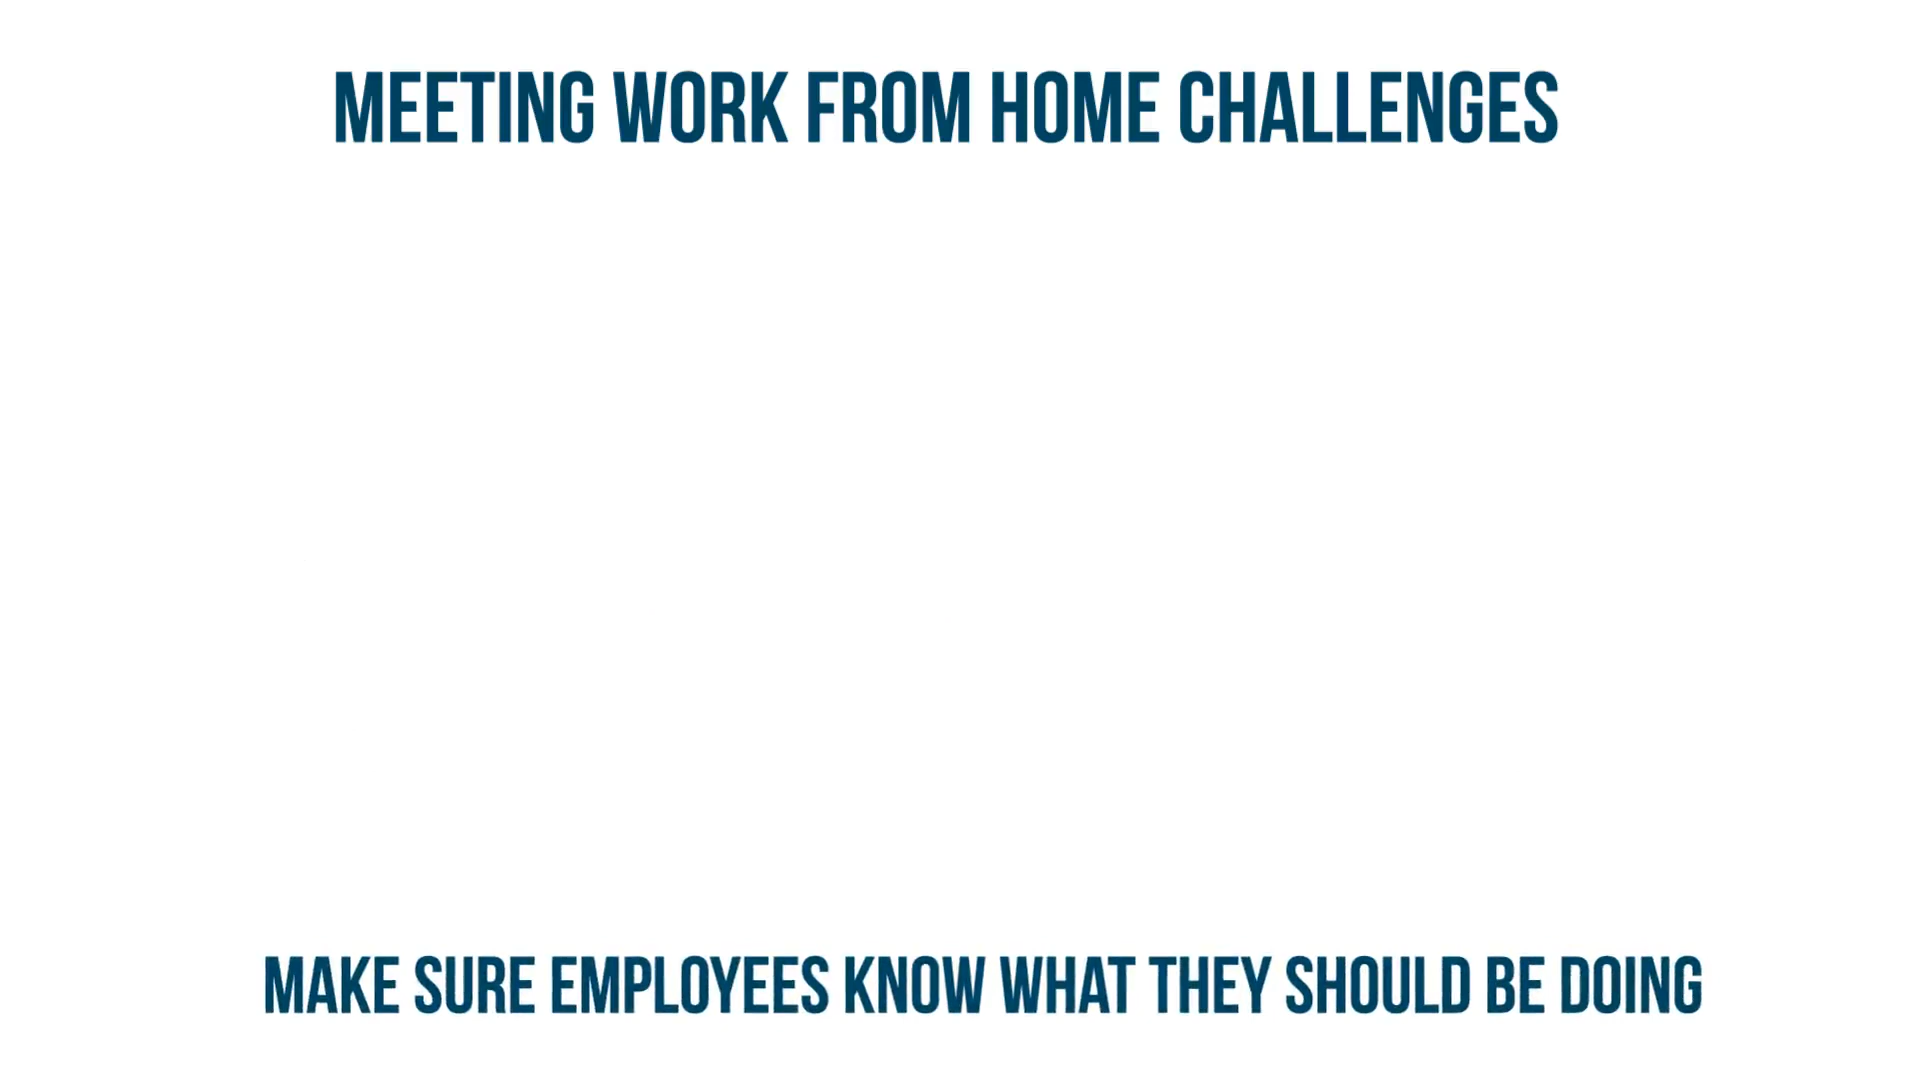 MEETING WORK FROM HOME CHALLENGES
MAKE SURE EMPLOYEES KNOW WHAT THEY SHOULD BE DOING